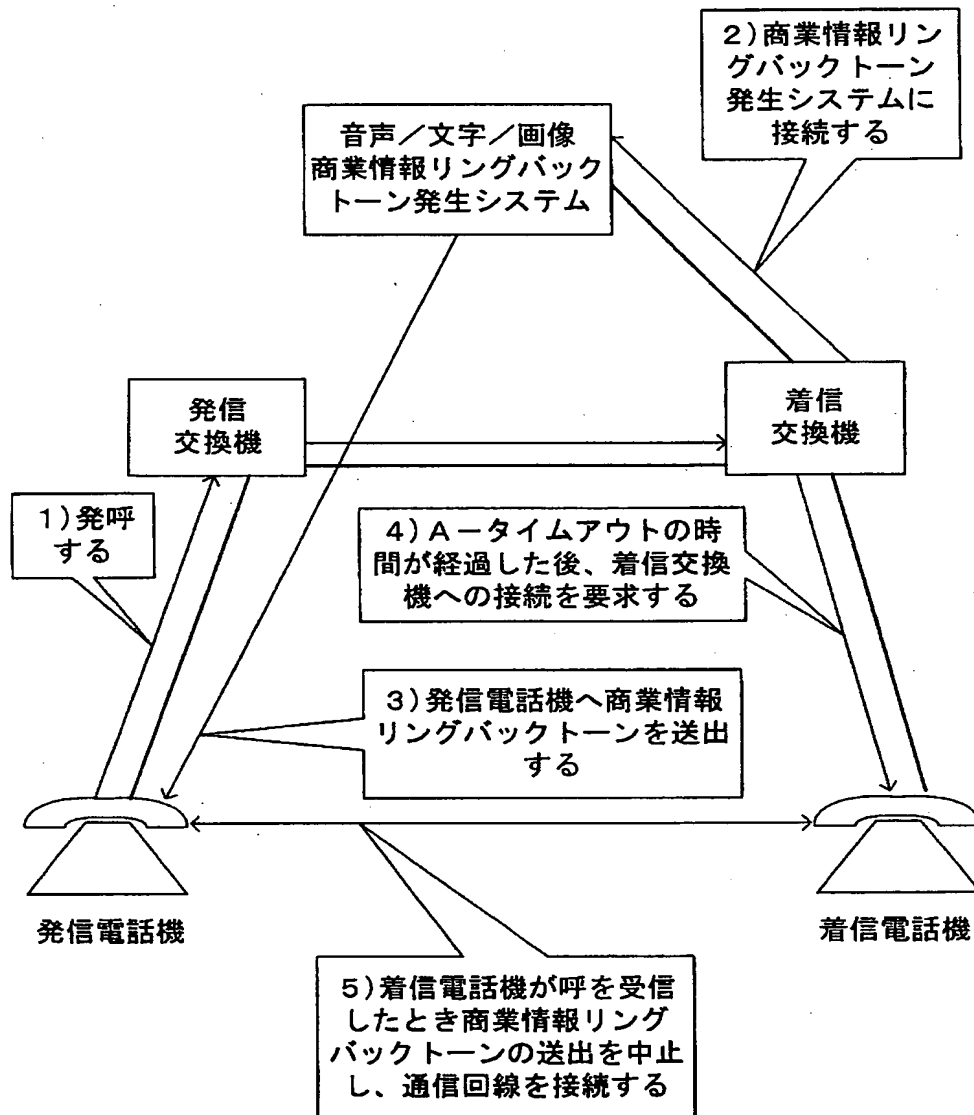 2)商業情報リン
グバックトーン
発生システムに
接続する
音声／文字／画像
商業情報リングバック
トーン発生システム
発信
交換機
着信
交換機
1)発呼
する
4)A－タイムアウトの時
間が経過した後、着信交換
機への接続を要求する
3)発信電話機へ商業情報
リングバックトーンを送出
する
発信電話機
着信電話機
5)着信電話機が呼を受信
したとき商業情報リング
バックトーンの送出を中止
し、通信回線を接続する